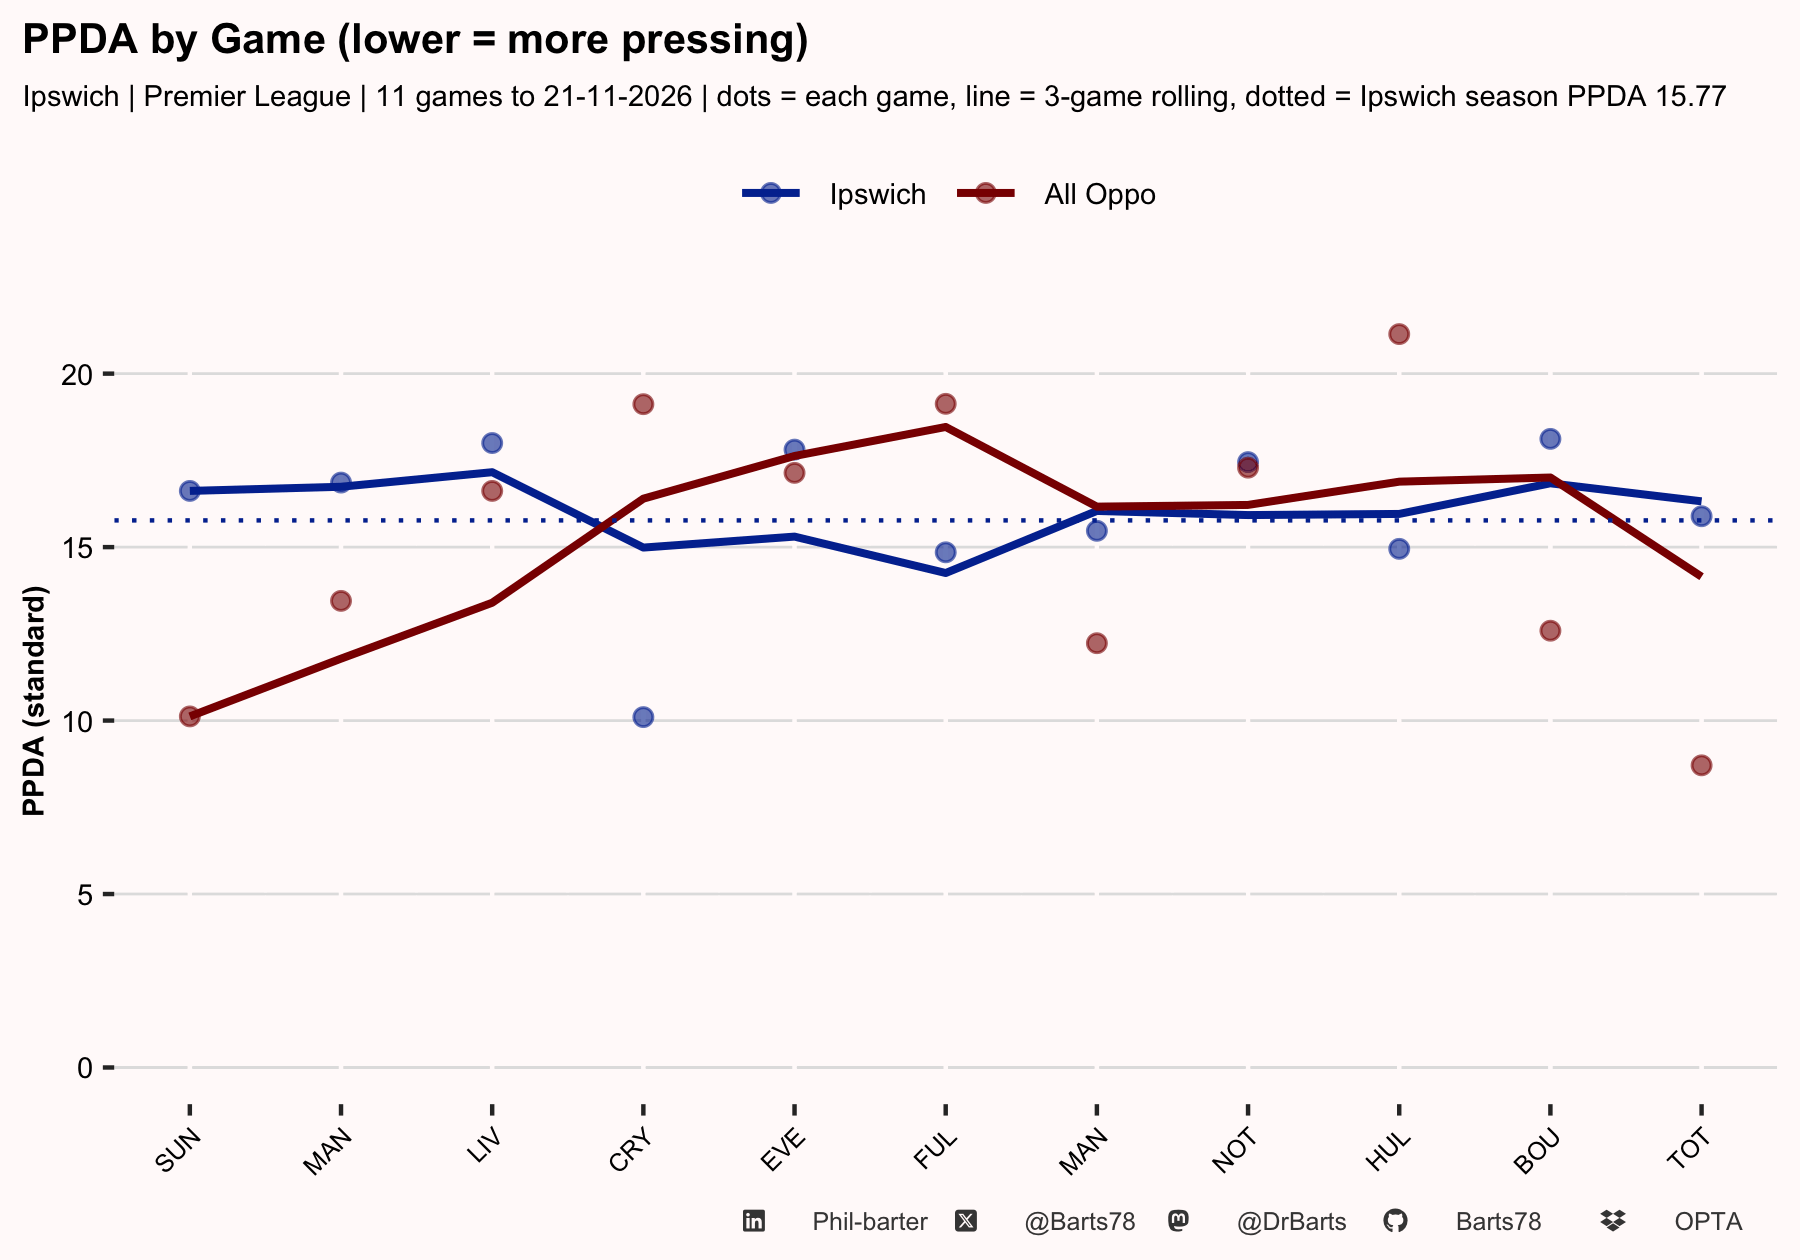 PPDA by Game (lower = more pressing)
Ipswich | Premier League | 11 games to 21-11-2026 | dots = each game, line = 3-game rolling, dotted = Ipswich season PPDA 15.77
Ipswich All Oppo
PPDA (standard)
20
15
10
5
0
SUN MAN LIV CRY EVE FUL MAN NOT HUL BOU TOT
Phil-barter @Barts78 @DrBarts Barts78 OPTA